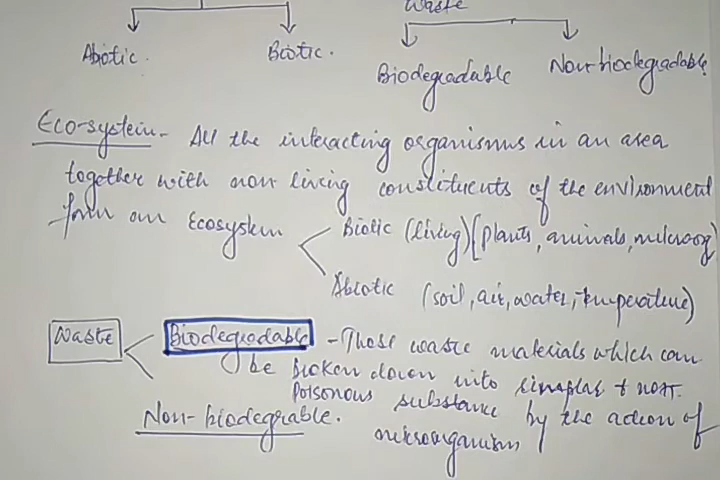 Waste
Abiotic. Biotic.
Biodegradable Non-biodegradable
Eco-system- All the interacting organisms in an area
together with non living constituents of the environment
form an Ecosystem
Biotic (living) [plants, animals, microorg]
Abiotic (soil, air, water, temperature)
Waste
Biodegradable - Those waste materials which can
be Broken down into simpler & non-
Poisonous substance by the action of
microorganism
Non-biodegrable.